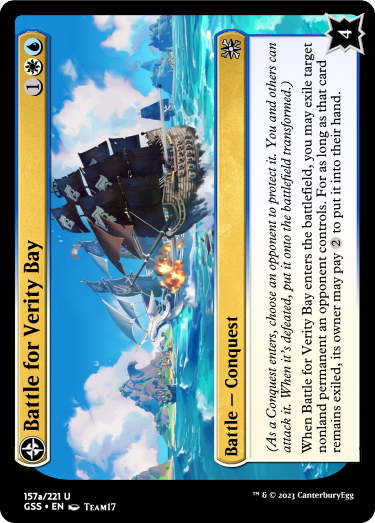 Battle for Verity Bay
1
Battle — Conquest
(As a Conquest enters, choose an opponent to protect it. You and others can
attack it. When it's defeated, put it onto the battlefield transformed.)
When Battle for Verity Bay enters the battlefield, you may exile target
nonland permanent an opponent controls. For as long as that card
remains exiled, its owner may pay 2 to put it into their hand.
4
157a/221 U
GSS • EN Team17
™ & © 2023 CanterburyEgg